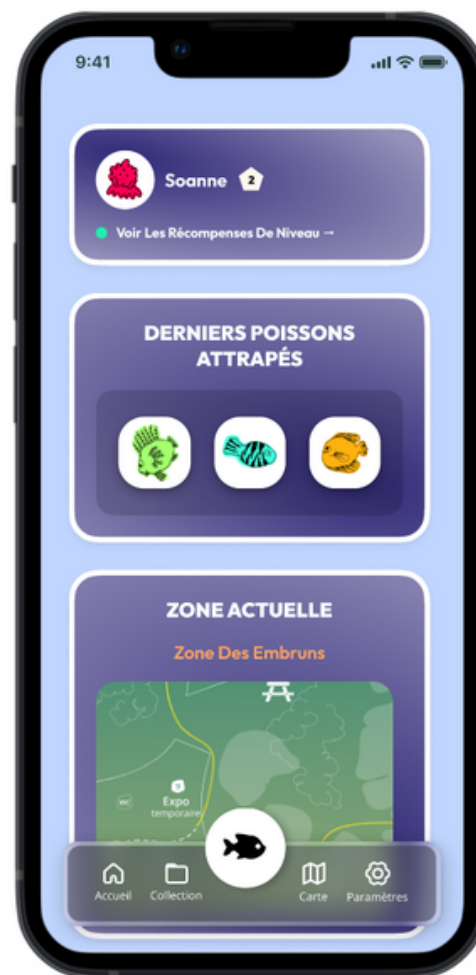 9:41
Soanne 2
Voir Les Récompenses De Niveau →
DERNIERS POISSONS
ATTRAPÉS
ZONE ACTUELLE
Zone Des Embruns
WC
Expo
temporaire
Accueil
Collection
Carte
Paramètres